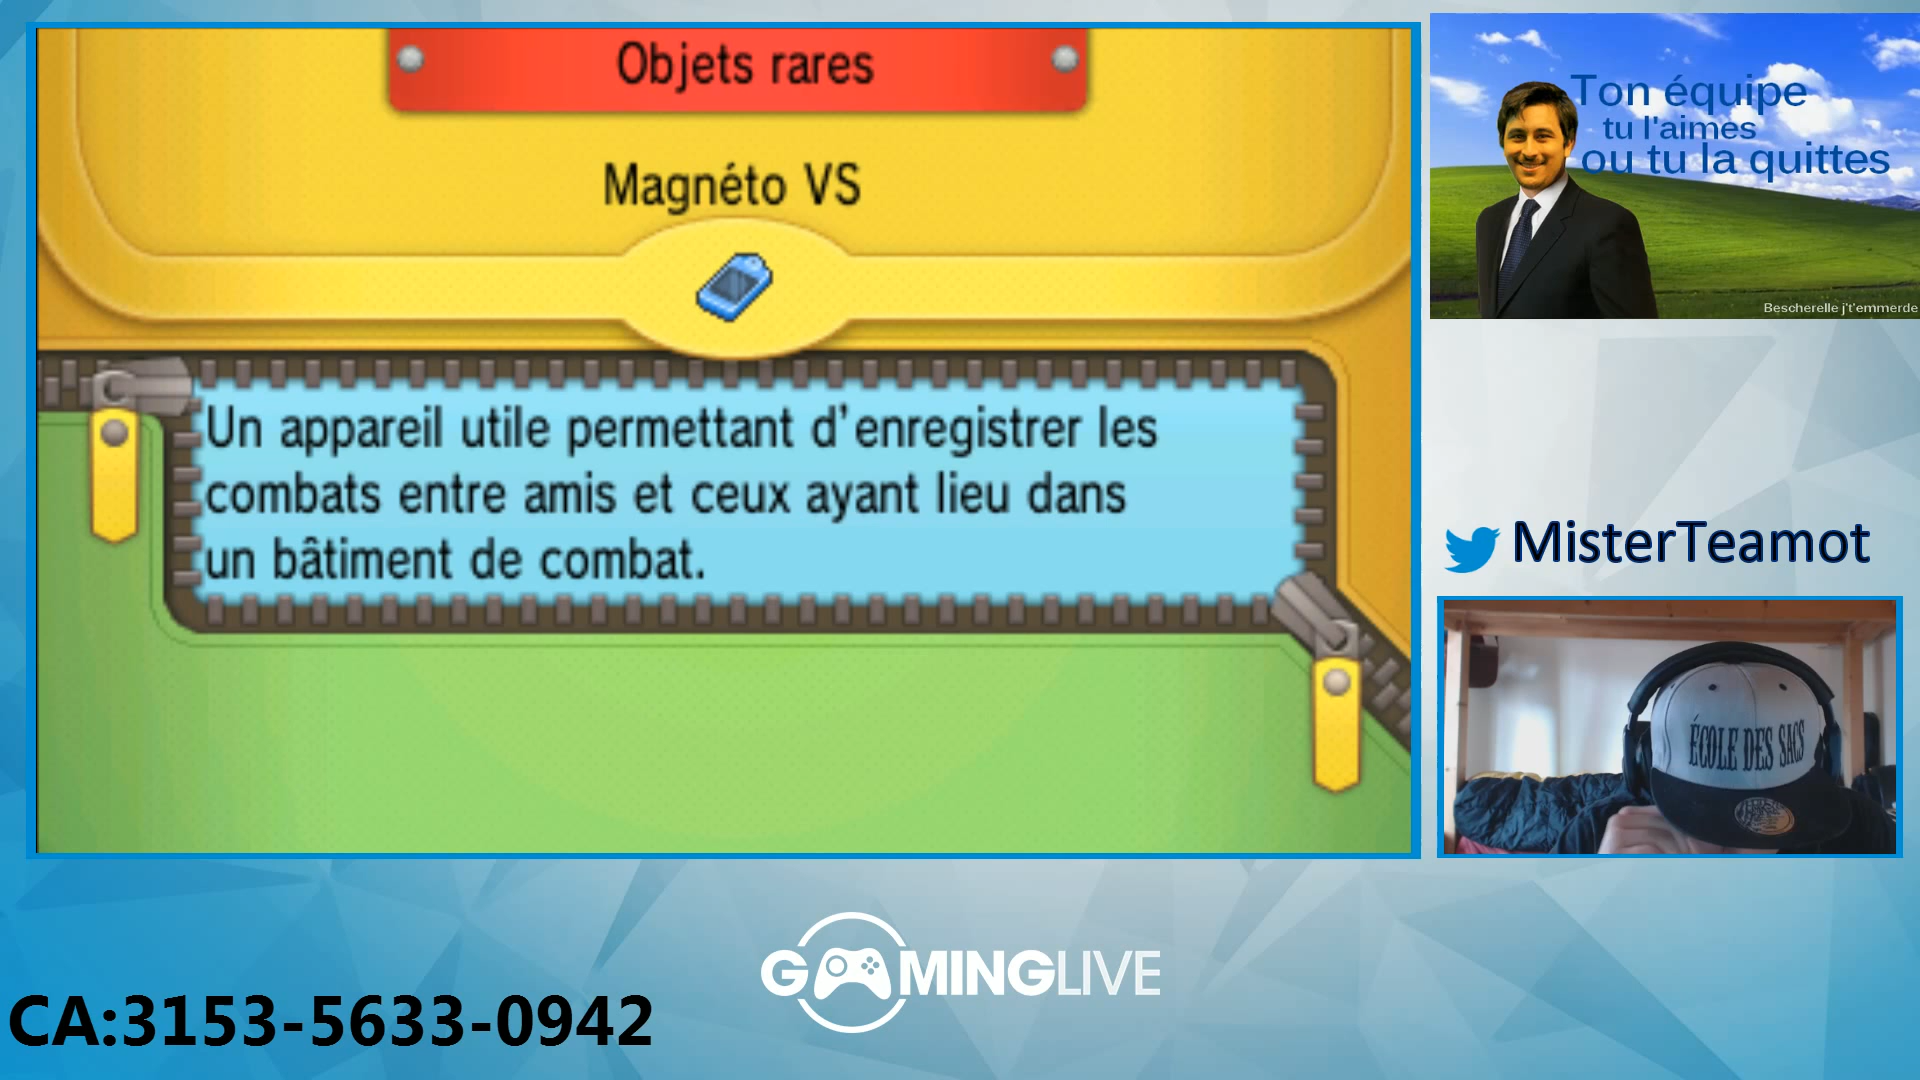 Objets rares
Magnéto VS
Un appareil utile permettant d'enregistrer les
combats entre amis et ceux ayant lieu dans
un bâtiment de combat.
Ton équipe
tu l'aimes
ou tu la quittes
Bescherelle j't'emmerde
MisterTeamot
ÉCOLE DES SACS
GAMINGLIVE
CA:3153-5633-0942